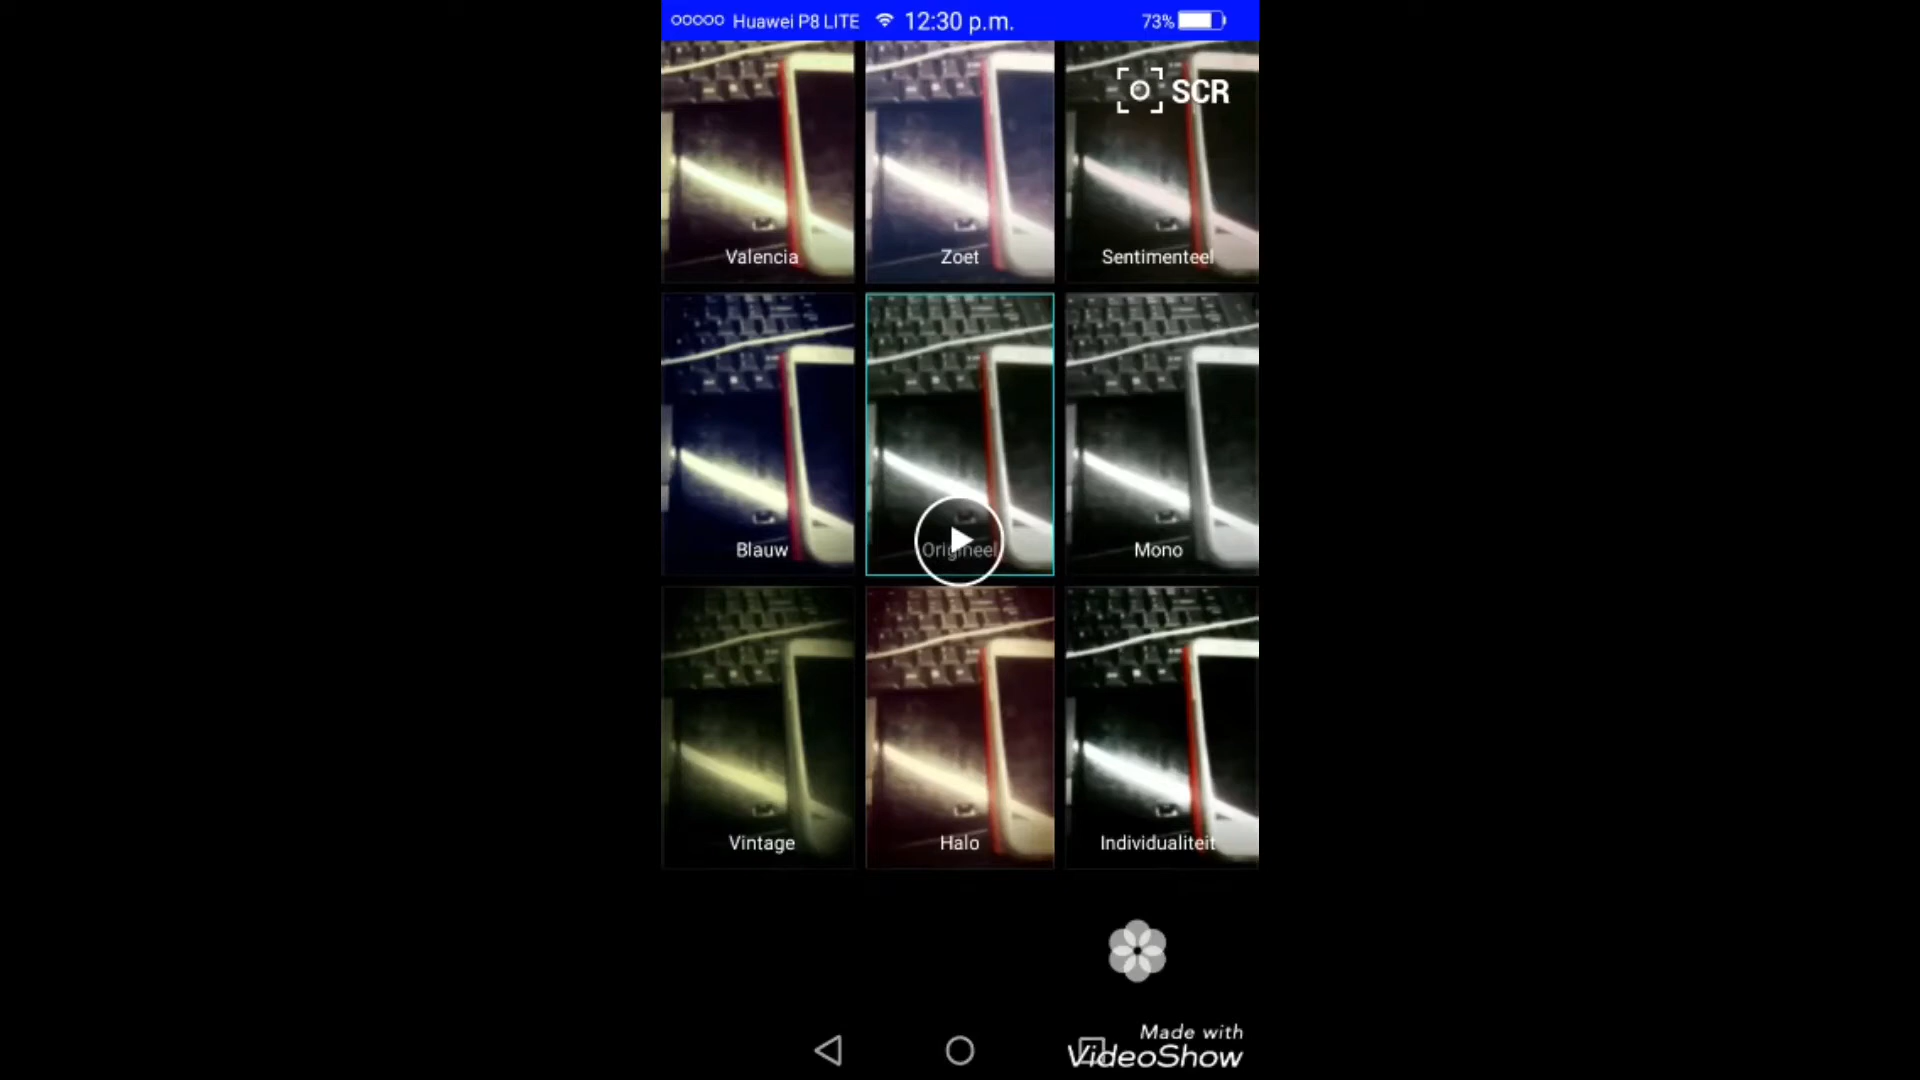 Huawei P8 LITE 12:30 p.m. 73%
SCR
Valencia Zoet Sentimenteel
Blauw Origineel Mono
Vintage Halo Individualiteit
Made with
VideoShow